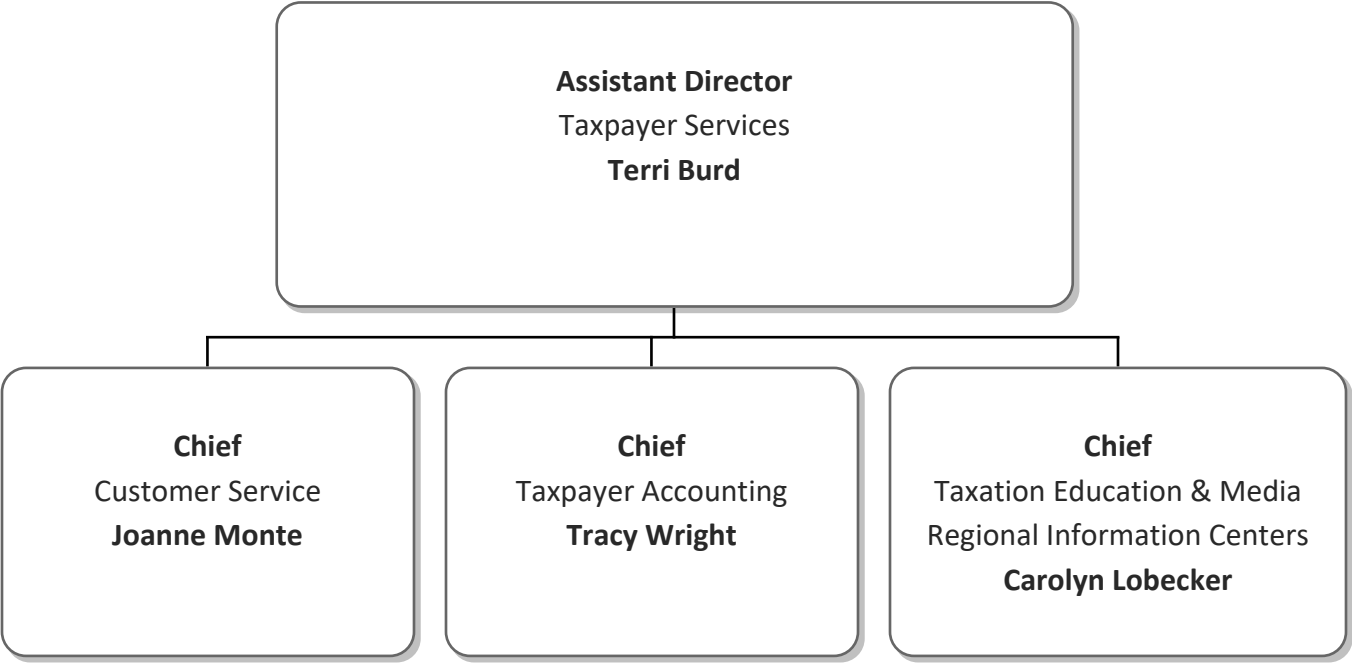 Assistant Director
Taxpayer Services
Terri Burd
Chief
Customer Service
Joanne Monte
Chief
Taxpayer Accounting
Tracy Wright
Chief
Taxation Education & Media
Regional Information Centers
Carolyn Lobecker